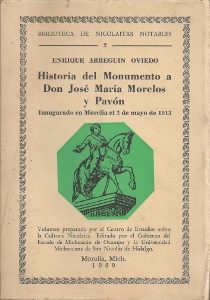 BIBLIOTECA DE NICOLAITAS NOTABLES
ENRIQUE ARREGUIN OVIEDO
Historia del Monumento a
Don José María Morelos
y Pavón
Inaugurado en Morelia el 2 de mayo de 1913
Volumen preparado por el Centro de Estudios sobre
la Cultura Nicolaita. Editado por el Gobierno del
Estado de Michoacán de Ocampo y la Universidad
Michoacana de San Nicolás de Hidalgo.
Morelia, Mich.